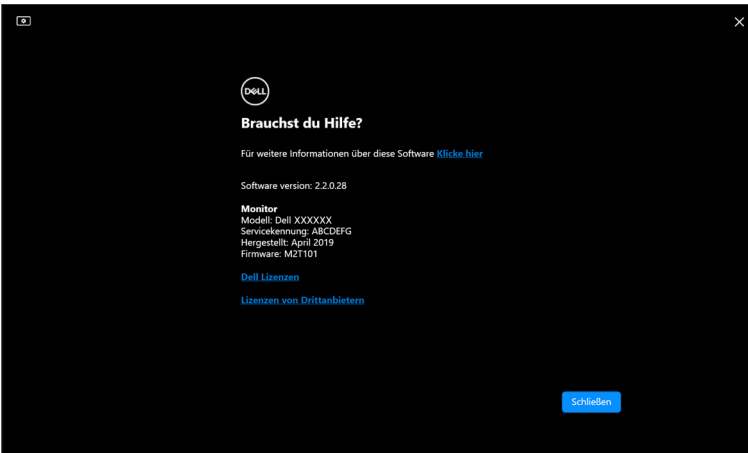 DELL
Brauchst du Hilfe?
Für weitere Informationen über diese Software Klicke hier
Software version: 2.2.0.28
Monitor
Modell: Dell XXXXXX
Servicekennung: ABCDEFG
Hergestellt: April 2019
Firmware: M2T101
Dell Lizenzen
Lizenzen von Drittanbietern
Schließen